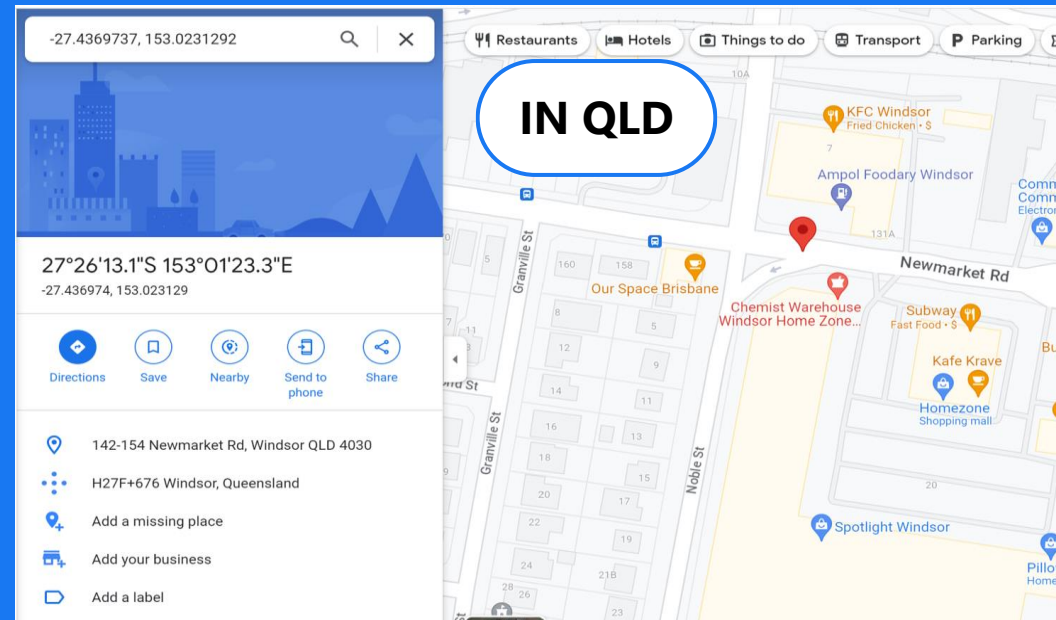 -27.4369737, 153.0231292
Restaurants
Hotels
Things to do
Transport
P Parking
IN QLD
27°26'13.1"S 153°01'23.3"E
-27.436974, 153.023129
Directions
Save
Nearby
Send to
phone
Share
142-154 Newmarket Rd, Windsor QLD 4030
H27F+676 Windsor, Queensland
Add a missing place
Add your business
Add a label
10A
KFC Windsor
Fried Chicken • $
7
Ampol Foodary Windsor
131A
Newmarket Rd
Granville St
5
160
158
Our Space Brisbane
Chemist Warehouse
Windsor Home Zone...
Subway
Fast Food • $
Kafe Krave
Homezone
Shopping mall
8
5
11
12
9
14
11
16
13
Granville St
18
15
Noble St
20
17
20
22
19
Spotlight Windsor
24
21B
28
26
23